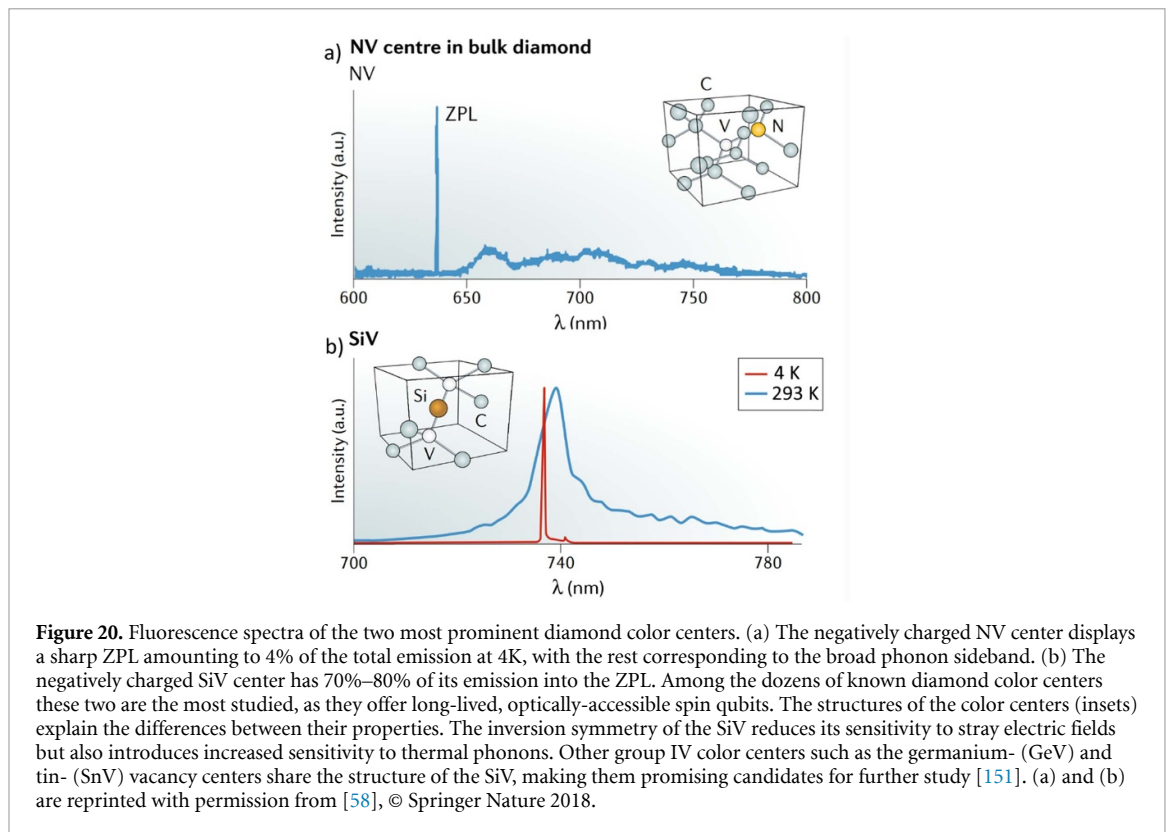 a) NV centre in bulk diamond
NV
ZPL
C
V
N
Intensity (a.u.)
600
650
700
750
800
λ (nm)
b) SiV
Si
C
V
4 K
293 K
Intensity (a.u.)
700
740
780
λ (nm)
Figure 20. Fluorescence spectra of the two most prominent diamond color centers. (a) The negatively charged NV center displays
a sharp ZPL amounting to 4% of the total emission at 4K, with the rest corresponding to the broad phonon sideband. (b) The
negatively charged SiV center has 70%–80% of its emission into the ZPL. Among the dozens of known diamond color centers
these two are the most studied, as they offer long-lived, optically-accessible spin qubits. The structures of the color centers (insets)
explain the differences between their properties. The inversion symmetry of the SiV reduces its sensitivity to stray electric fields
but also introduces increased sensitivity to thermal phonons. Other group IV color centers such as the germanium- (GeV) and
tin- (SnV) vacancy centers share the structure of the SiV, making them promising candidates for further study [151]. (a) and (b)
are reprinted with permission from [58], © Springer Nature 2018.